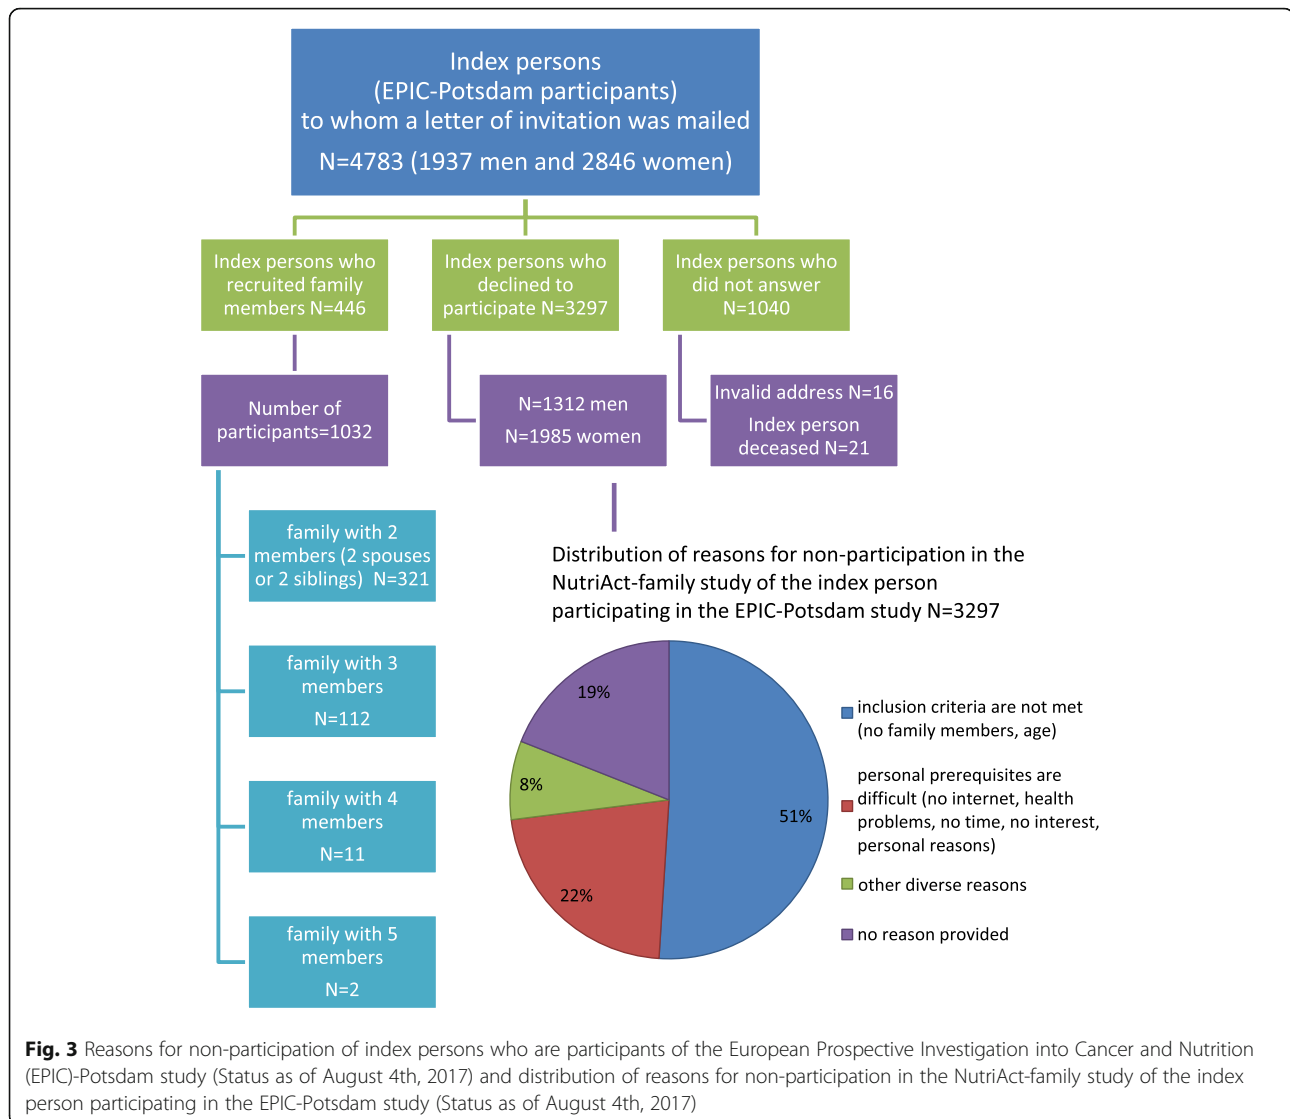 Index persons
(EPIC-Potsdam participants)
to whom a letter of invitation was mailed
N=4783 (1937 men and 2846 women)
Index persons who
recruited family
members N=446
Index persons who
declined to
participate N=3297
Index persons who
did not answer
N=1040
Number of
participants=1032
N=1312 men
N=1985 women
Invalid address N=16
Index person
deceased N=21
family with 2
members (2 spouses
or 2 siblings) N=321
family with 3
members
N=112
family with 4
members
N=11
family with 5
members
N=2
Distribution of reasons for non-participation in the
NutriAct-family study of the index person
participating in the EPIC-Potsdam study N=3297
19%
8%
51%
22%
inclusion criteria are not met
(no family members, age)
personal prerequisites are
difficult (no internet, health
problems, no time, no interest,
personal reasons)
other diverse reasons
no reason provided
Fig. 3 Reasons for non-participation of index persons who are participants of the European Prospective Investigation into Cancer and Nutrition
(EPIC)-Potsdam study (Status as of August 4th, 2017) and distribution of reasons for non-participation in the NutriAct-family study of the index
person participating in the EPIC-Potsdam study (Status as of August 4th, 2017)